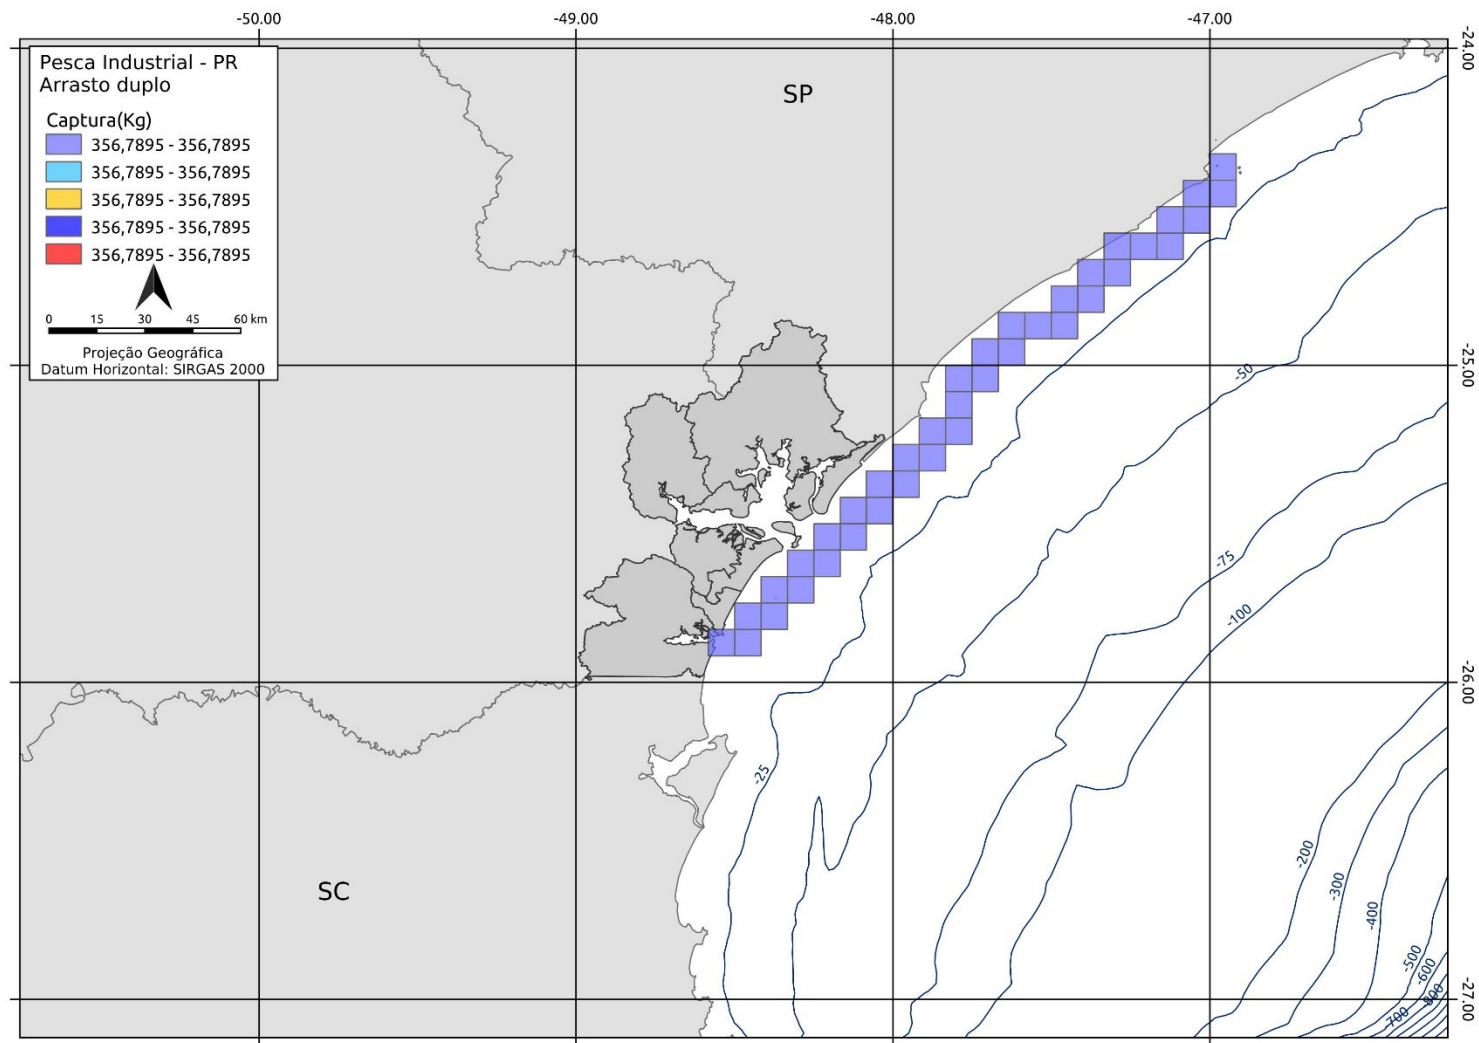 -50.00 -49.00 -48.00 -47.00
Pesca Industrial - PR
Arrasto duplo
Captura(Kg)
356,7895 - 356,7895
356,7895 - 356,7895
356,7895 - 356,7895
356,7895 - 356,7895
356,7895 - 356,7895
0 15 30 45 60 km
Projeção Geográfica
Datum Horizontal: SIRGAS 2000
SP
-24.00
-25.00
-50
-75
-100
-26.00
-25
SC
-200
-300
-400
-500
-600
-800
-700
-27.00